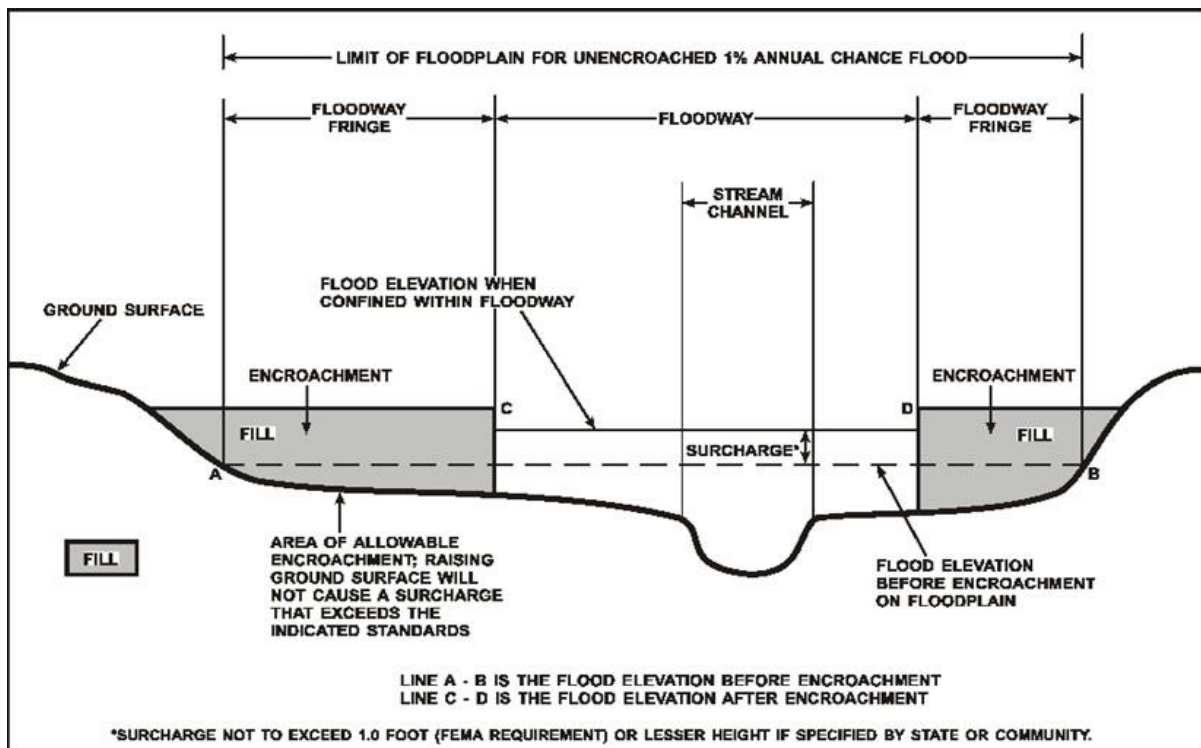 LIMIT OF FLOODPLAIN FOR UNENCROACHED 1% ANNUAL CHANCE FLOOD
FLOODWAY
FRINGE
FLOODWAY
FLOODWAY
FRINGE
STREAM
CHANNEL
FLOOD ELEVATION WHEN
CONFINED WITHIN FLOODWAY
GROUND SURFACE
ENCROACHMENT
ENCROACHMENT
C
D
FILL
FILL
SURCHARGE*
A
B
AREA OF ALLOWABLE
ENCROACHMENT; RAISING
GROUND SURFACE WILL
NOT CAUSE A SURCHARGE
THAT EXCEEDS THE
INDICATED STANDARDS
FILL
FLOOD ELEVATION
BEFORE ENCROACHMENT
ON FLOODPLAIN
LINE A - B IS THE FLOOD ELEVATION BEFORE ENCROACHMENT
LINE C - D IS THE FLOOD ELEVATION AFTER ENCROACHMENT
*SURCHARGE NOT TO EXCEED 1.0 FOOT (FEMA REQUIREMENT) OR LESSER HEIGHT IF SPECIFIED BY STATE OR COMMUNITY.